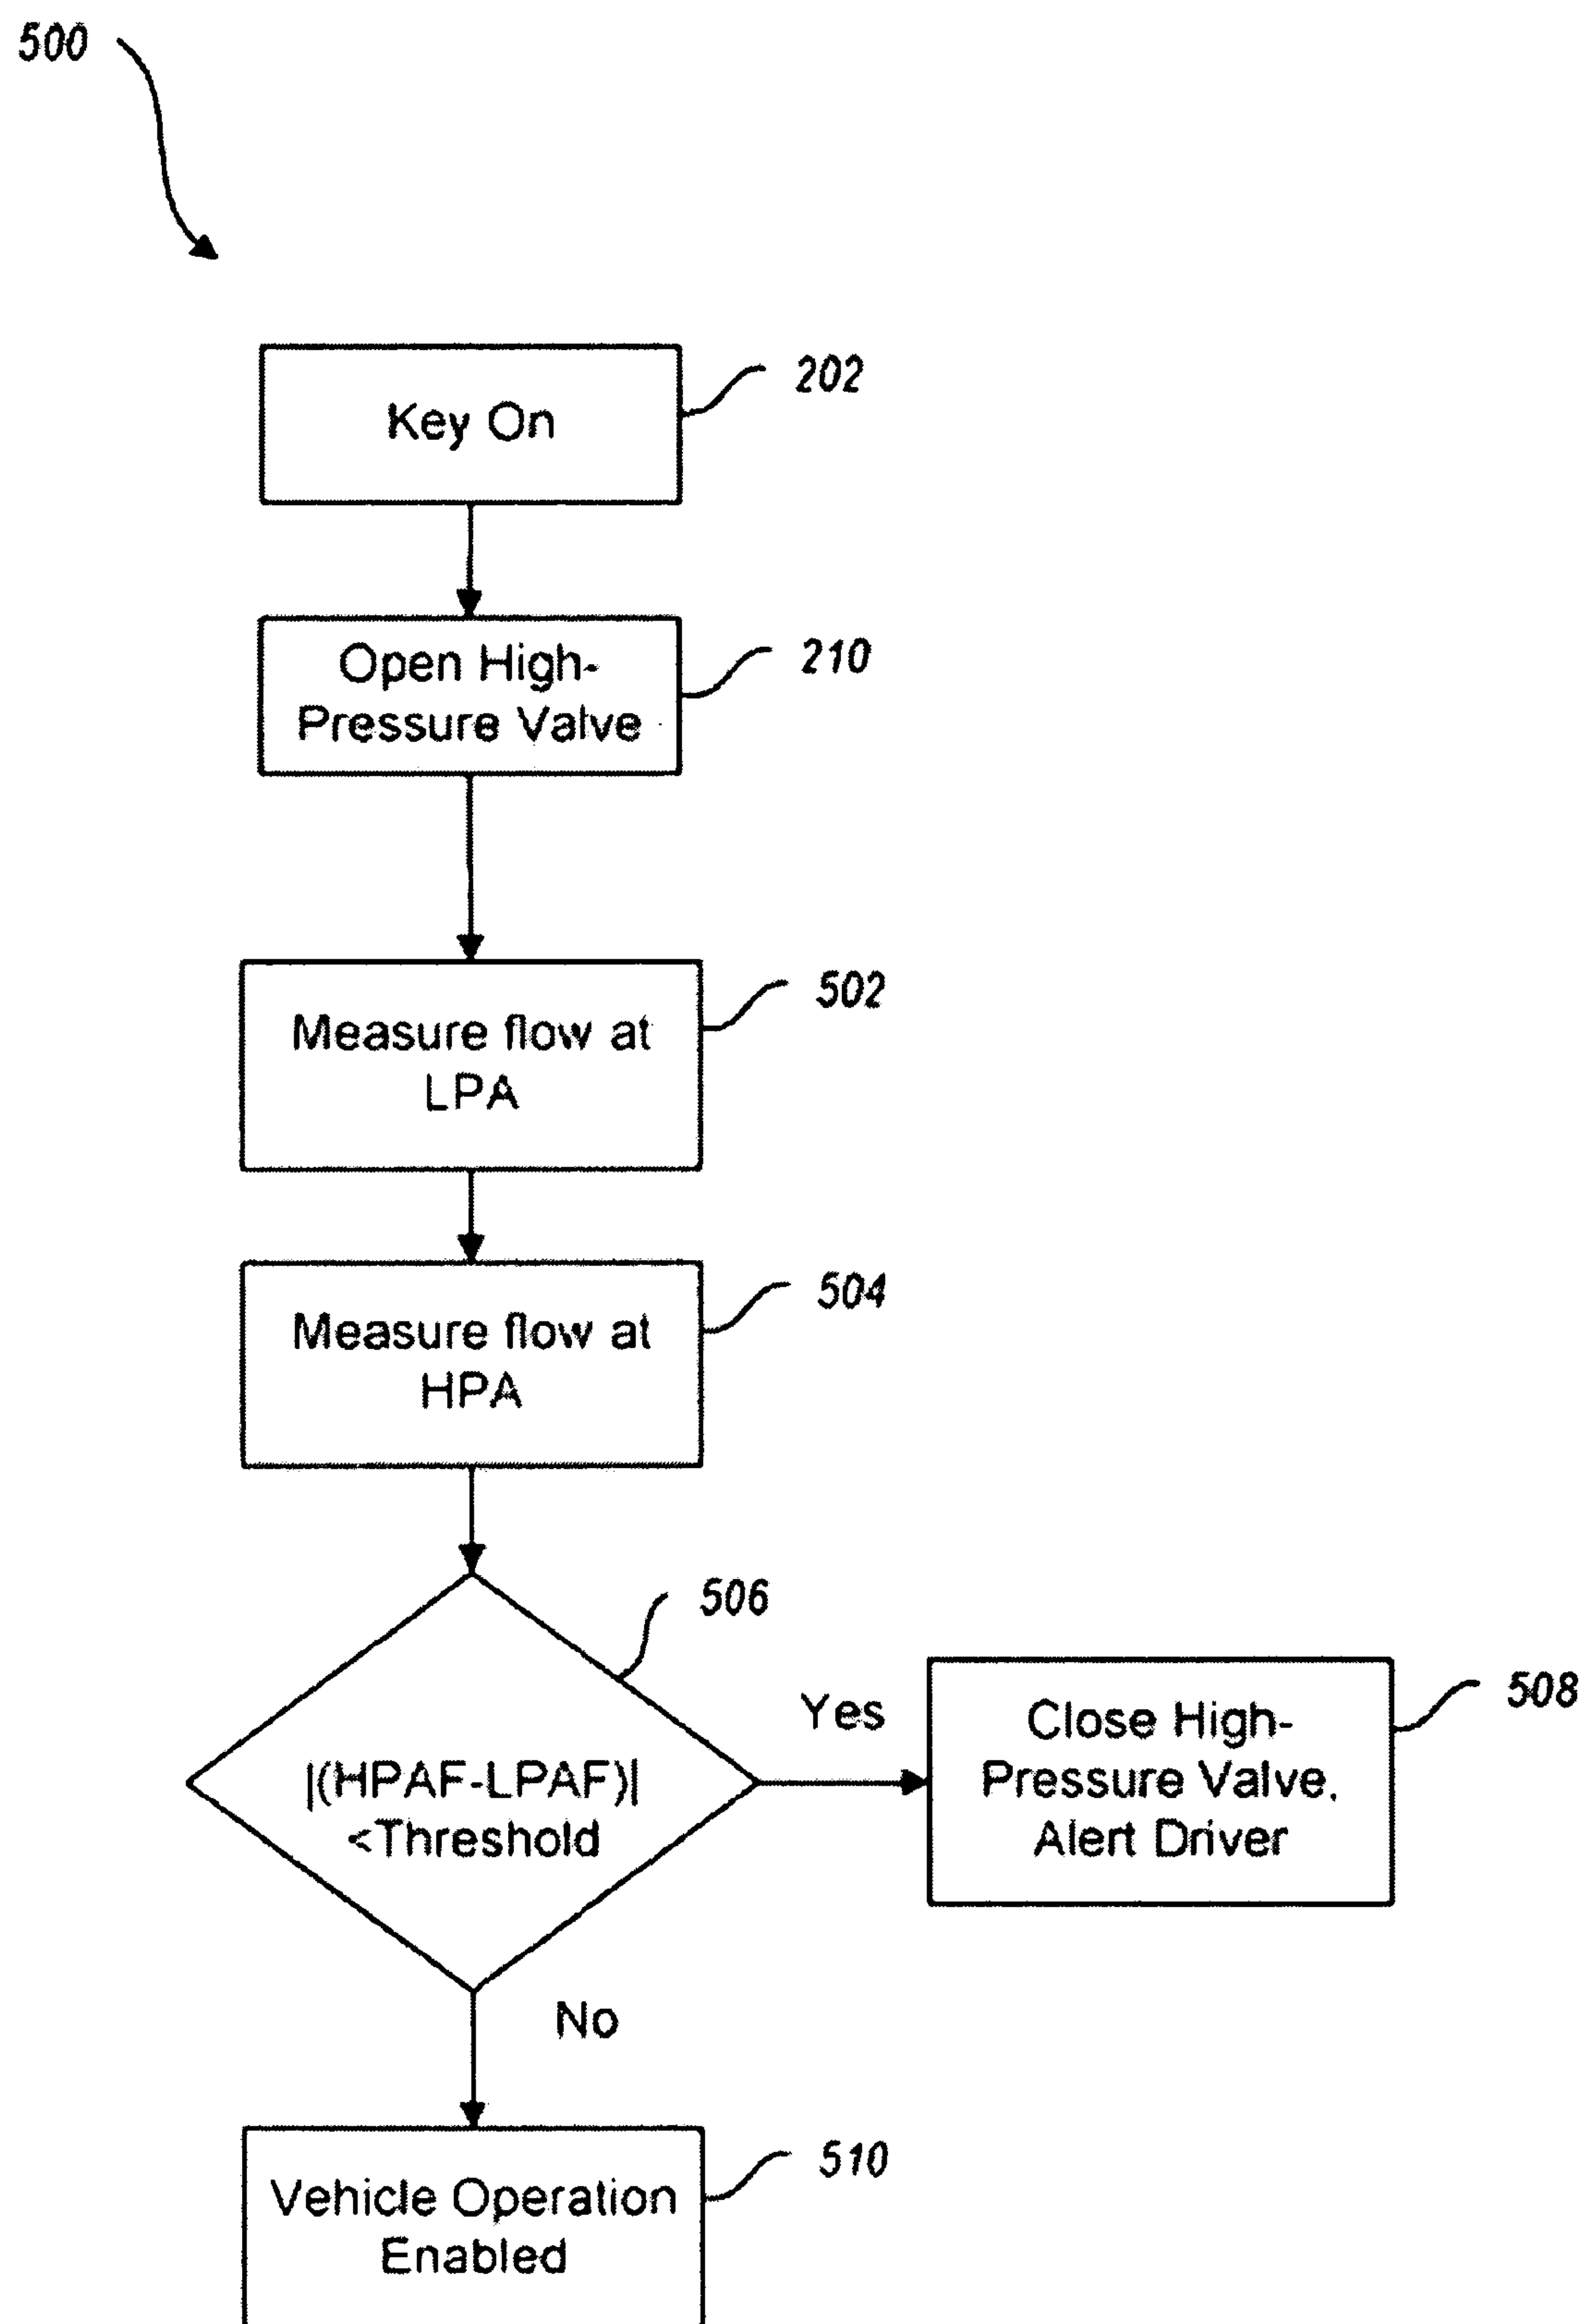 500
Key On
202
Open High-
Pressure Valve
210
Measure flow at
LPA
502
Measure flow at
HPA
504
506
|(HPAF-LPAF)|
<Threshold
Yes
Close High-
Pressure Valve,
Alert Driver
508
No
Vehicle Operation
Enabled
510